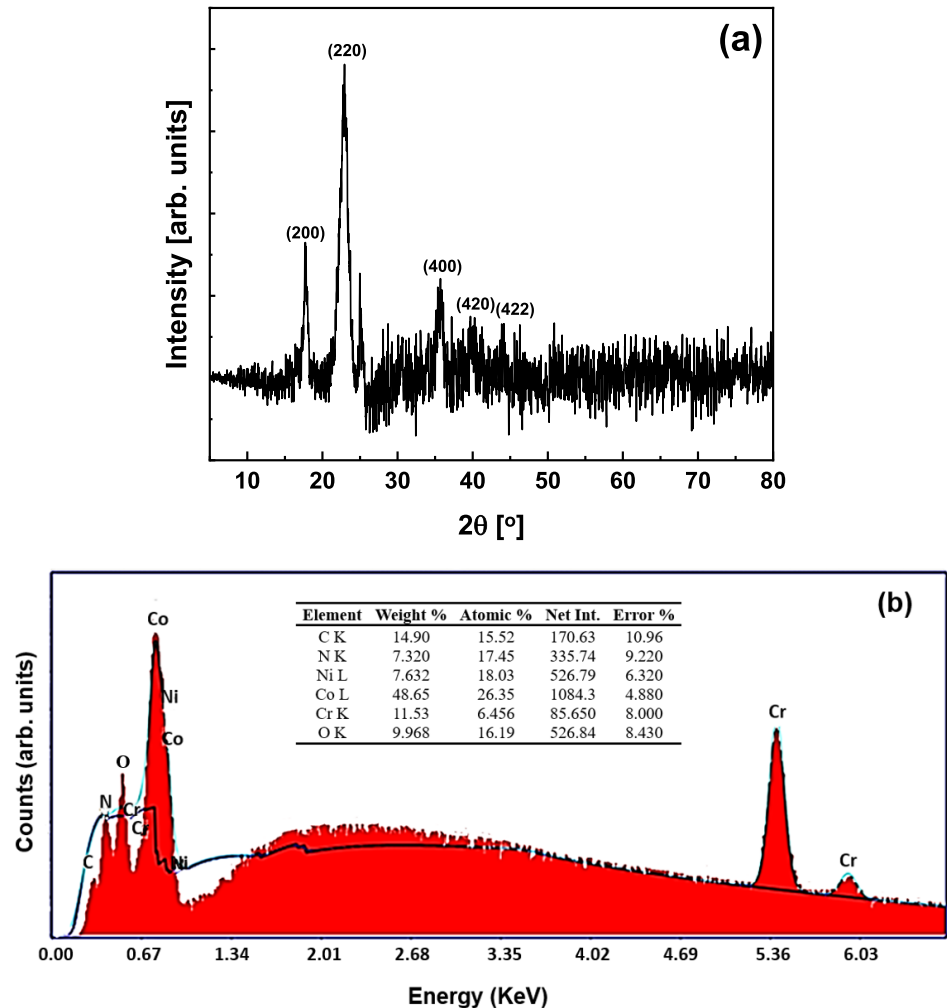 (a)
(220)
(200)
(400)
(420)
(422)
Intensity [arb. units]
10 20 30 40 50 60 70 80
2θ [°]
(b)
Element Weight % Atomic % Net Int. Error %
C K 14.90 15.52 170.63 10.96
N K 7.320 17.45 335.74 9.220
Ni L 7.632 18.03 526.79 6.320
Co L 48.65 26.35 1084.3 4.880
Cr K 11.53 6.456 85.650 8.000
O K 9.968 16.19 526.84 8.430
Co
Ni
Co
Cr
O
N
Cr
Cr
C
Ni
Cr
Counts (arb. units)
0.00 0.67 1.34 2.01 2.68 3.35 4.02 4.69 5.36 6.03
Energy (KeV)